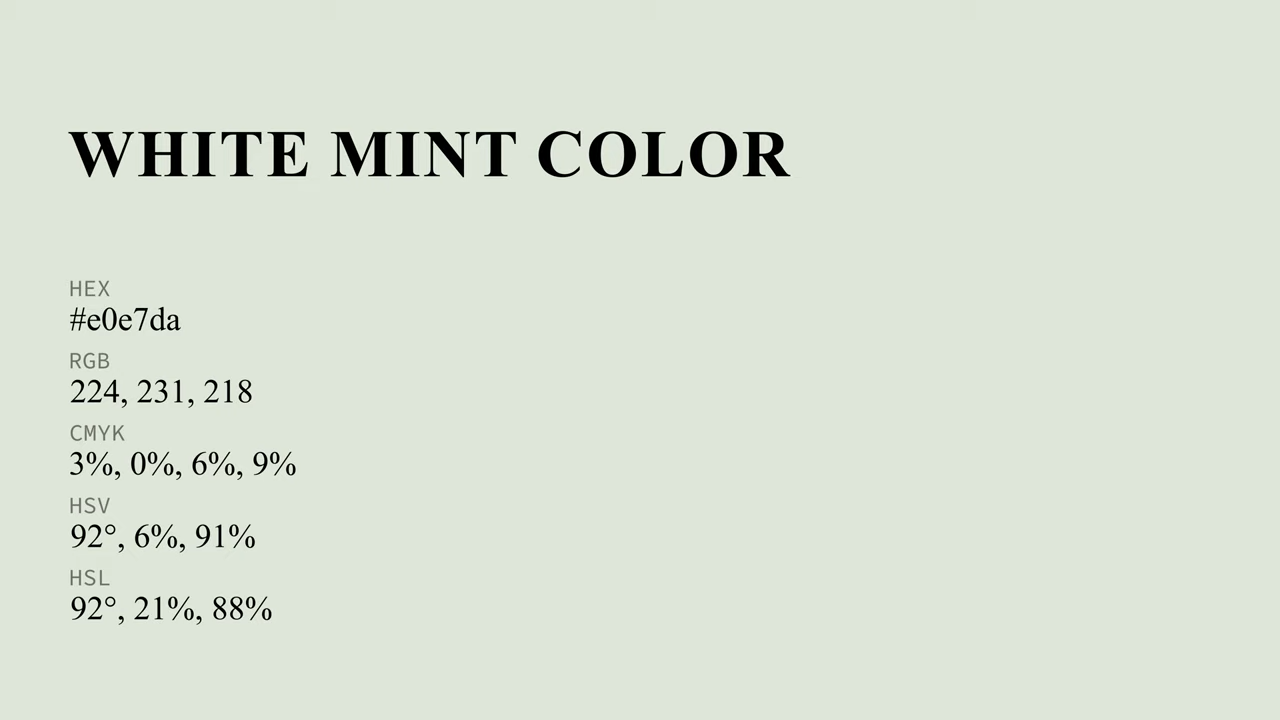 WHITE MINT COLOR
HEX
#e0e7da
RGB
224, 231, 218
CMYK
3%, 0%, 6%, 9%
HSV
92°, 6%, 91%
HSL
92°, 21%, 88%